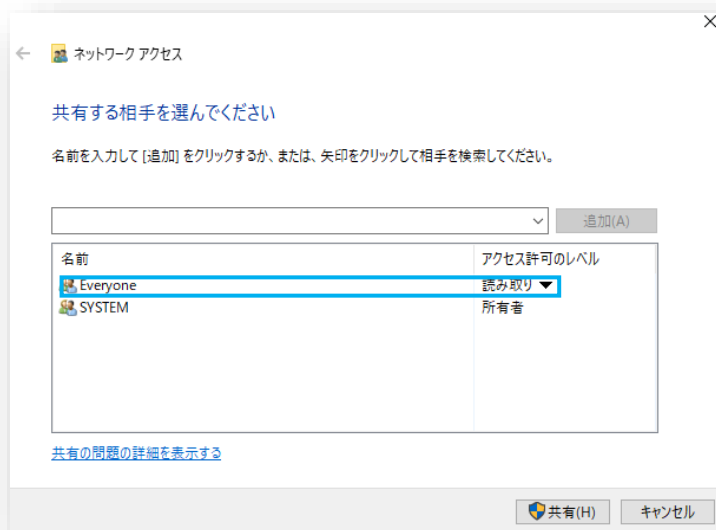 ネットワーク アクセス
共有する相手を選んでください
名前を入力して [追加] をクリックするか、または、矢印をクリックして相手を検索してください。
追加(A)
名前 アクセス許可のレベル
Everyone 読み取り ▼
SYSTEM 所有者
共有の問題の詳細を表示する
共有(H) キャンセル